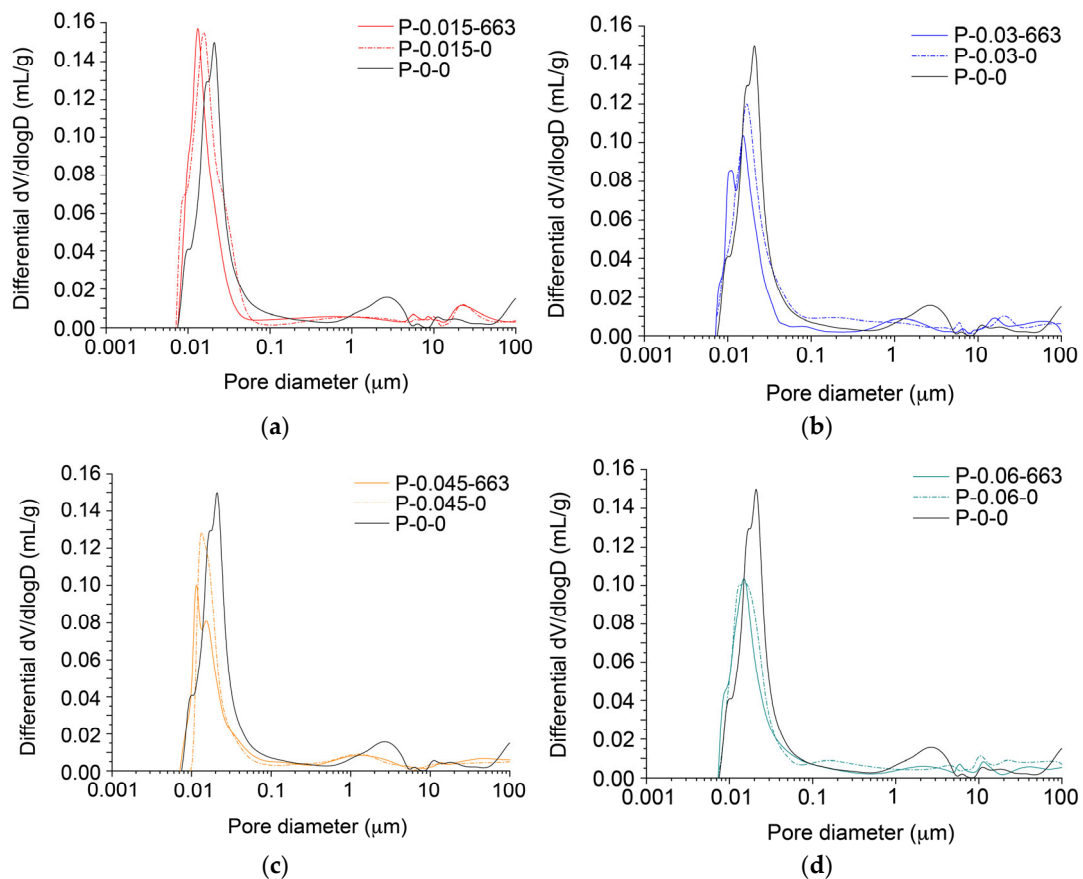 P-0.015-663
P-0.015-0
P-0-0
Differential dV/dlogD (mL/g)
0.16
0.14
0.12
0.10
0.08
0.06
0.04
0.02
0.00
0.001 0.01 0.1 1 10 100
Pore diameter (μm)
(a)
P-0.03-663
P-0.03-0
P-0-0
Differential dV/dlogD (mL/g)
0.16
0.14
0.12
0.10
0.08
0.06
0.04
0.02
0.00
0.001 0.01 0.1 1 10 100
Pore diameter (μm)
(b)
P-0.045-663
P-0.045-0
P-0-0
Differential dV/dlogD (mL/g)
0.16
0.14
0.12
0.10
0.08
0.06
0.04
0.02
0.00
0.001 0.01 0.1 1 10 100
Pore diameter (μm)
(c)
P-0.06-663
P-0.06-0
P-0-0
Differential dV/dlogD (mL/g)
0.16
0.14
0.12
0.10
0.08
0.06
0.04
0.02
0.00
0.001 0.01 0.1 1 10 100
Pore diameter (μm)
(d)